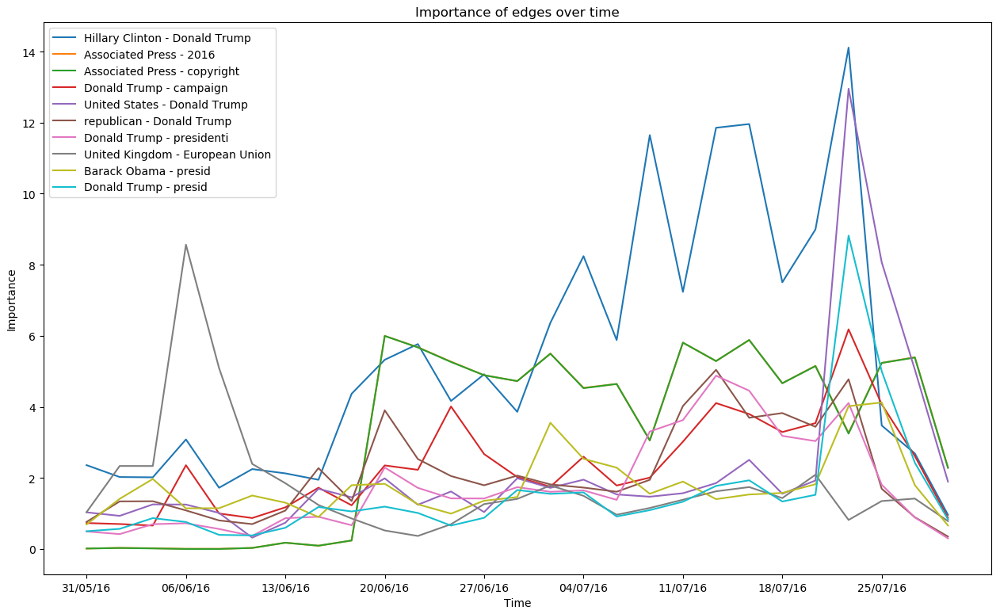 Importance of edges over time
Hillary Clinton - Donald Trump
Associated Press - 2016
Associated Press - copyright
Donald Trump - campaign
United States - Donald Trump
republican - Donald Trump
Donald Trump - presidenti
United Kingdom - European Union
Barack Obama - presid
Donald Trump - presid
Importance
14
12
10
8
6
4
2
0
31/05/16 06/06/16 13/06/16 20/06/16 27/06/16 04/07/16 11/07/16 18/07/16 25/07/16
Time